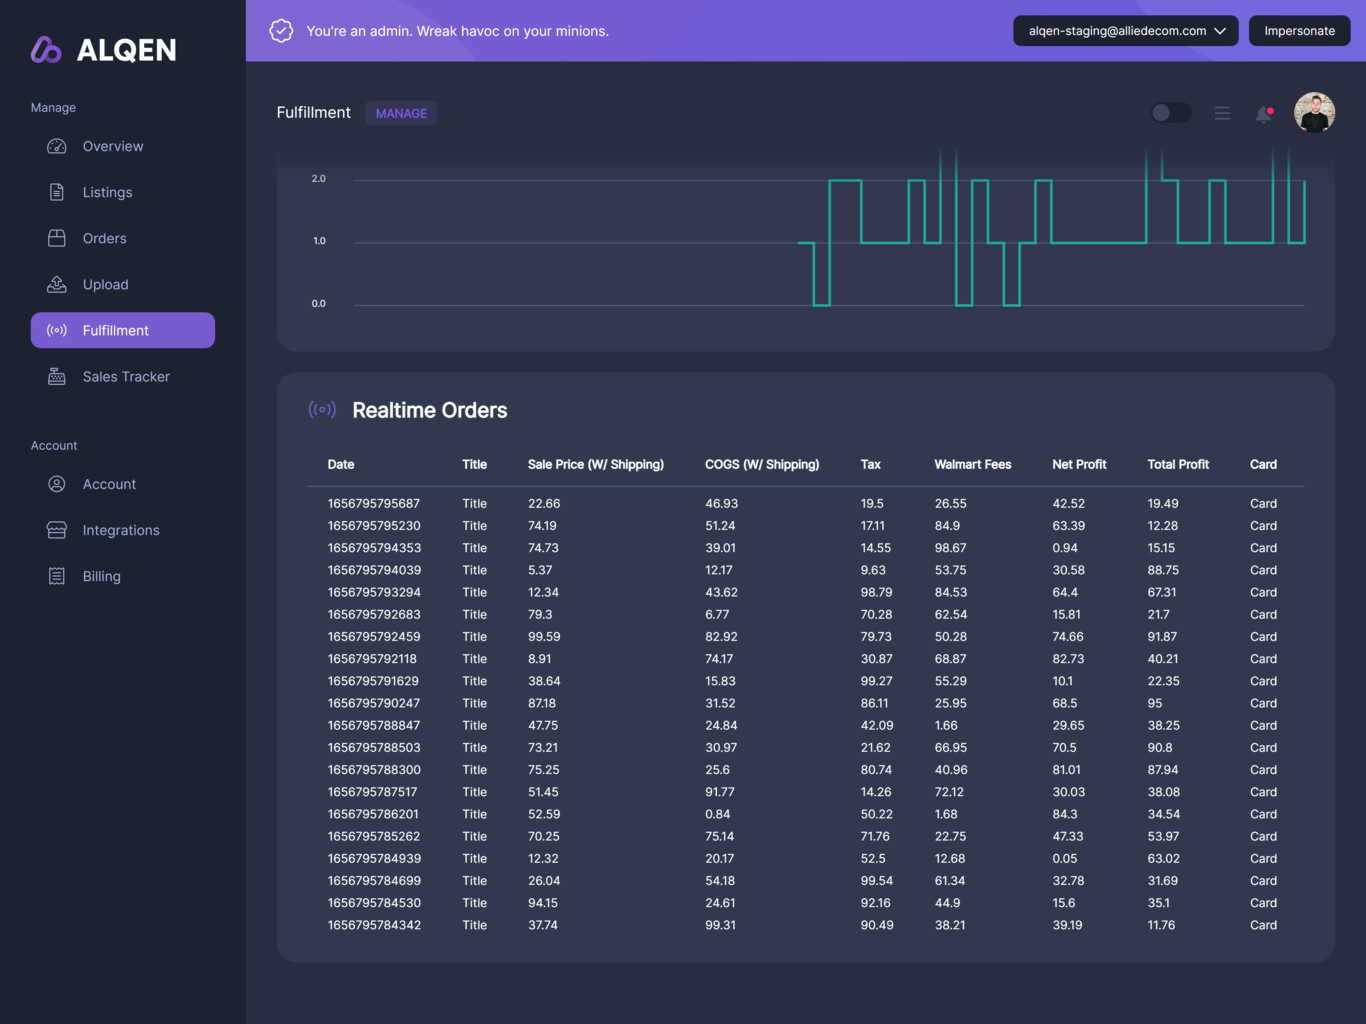 ALQEN
Manage
Overview
Listings
Orders
Upload
Fulfillment
Sales Tracker
Account
Account
Integrations
Billing
You're an admin. Wreak havoc on your minions.
alqen-staging@alliedecom.com
Impersonate
Fulfillment MANAGE
2.0
1.0
0.0
Realtime Orders
Date Title Sale Price (W/ Shipping) COGS (W/ Shipping) Tax Walmart Fees Net Profit Total Profit Card
1656795795687 Title 22.66 46.93 19.5 26.55 42.52 19.49 Card
1656795795230 Title 74.19 51.24 17.11 84.9 63.39 12.28 Card
1656795794353 Title 74.73 39.01 14.55 98.67 0.94 15.15 Card
1656795794039 Title 5.37 12.17 9.63 53.75 30.58 88.75 Card
1656795793294 Title 12.34 43.62 98.79 84.53 64.4 67.31 Card
1656795792683 Title 79.3 6.77 70.28 62.54 15.81 21.7 Card
1656795792459 Title 99.59 82.92 79.73 50.28 74.66 91.87 Card
1656795792118 Title 8.91 74.17 30.87 68.87 82.73 40.21 Card
1656795791629 Title 38.64 15.83 99.27 55.29 10.1 22.35 Card
1656795790247 Title 87.18 31.52 86.11 25.95 68.5 95 Card
1656795788847 Title 47.75 24.84 42.09 1.66 29.65 38.25 Card
1656795788503 Title 73.21 30.97 21.62 66.95 70.5 90.8 Card
1656795788300 Title 75.25 25.6 80.74 40.96 81.01 87.94 Card
1656795787517 Title 51.45 91.77 14.26 72.12 30.03 38.08 Card
1656795786201 Title 52.59 0.84 50.22 1.68 84.3 34.54 Card
1656795785262 Title 70.25 75.14 71.76 22.75 47.33 53.97 Card
1656795784939 Title 12.32 20.17 52.5 12.68 0.05 63.02 Card
1656795784699 Title 26.04 54.18 99.54 61.34 32.78 31.69 Card
1656795784530 Title 94.15 24.61 92.16 44.9 15.6 35.1 Card
1656795784342 Title 37.74 99.31 90.49 38.21 39.19 11.76 Card